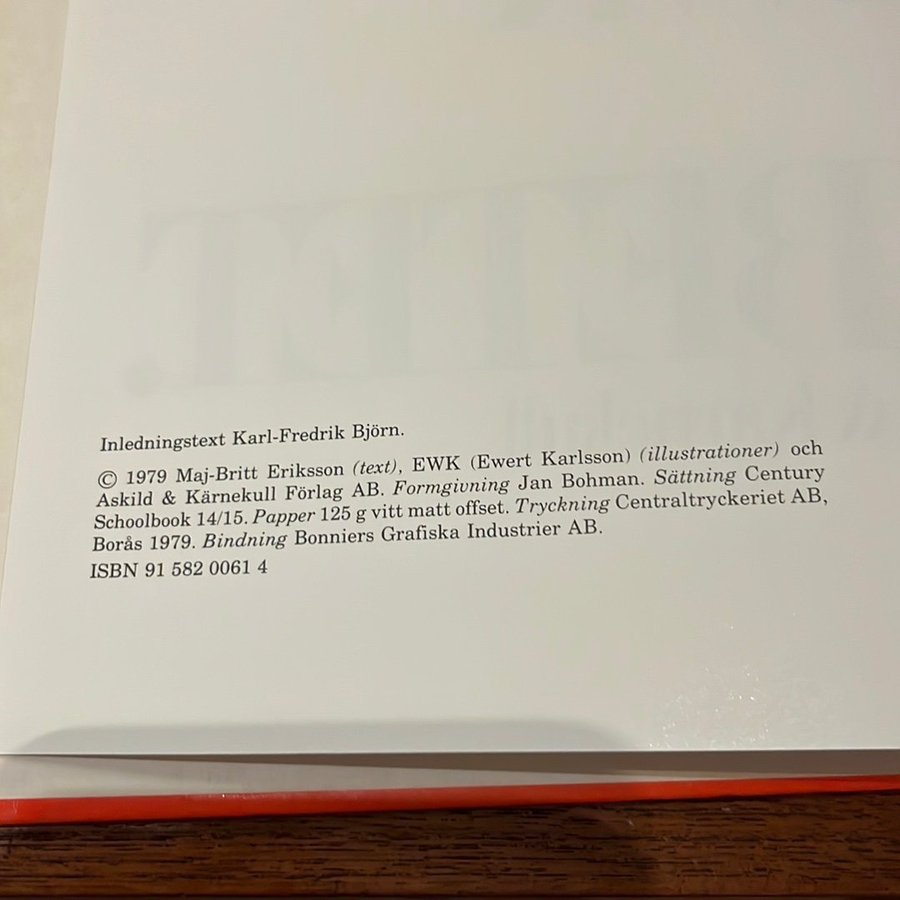 Inledningstext Karl-Fredrik Björn.
© 1979 Maj-Britt Eriksson (text), EWK (Ewert Karlsson) (illustrationer) och
Askild & Kärnekull Förlag AB. Formgivning Jan Bohman. Sättning Century
Schoolbook 14/15. Papper 125 g vitt matt offset. Tryckning Centraltryckeriet AB,
Borås 1979. Bindning Bonniers Grafiska Industrier AB.
ISBN 91 582 0061 4